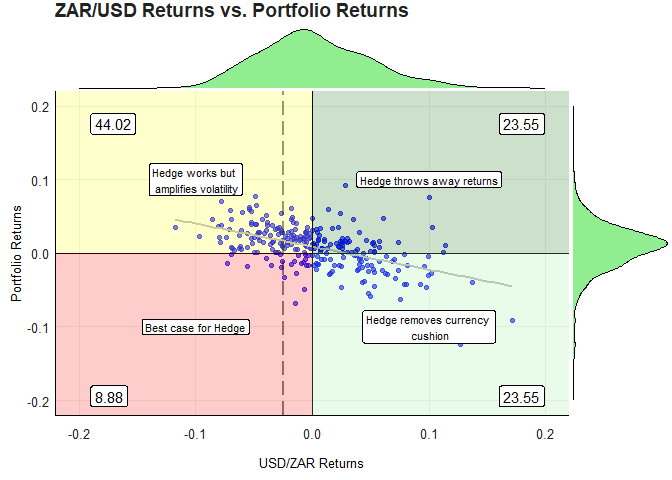 ZAR/USD Returns vs. Portfolio Returns
0.2
44.02
23.55
Hedge works but
amplifies volatility
Hedge throws away returns
0.1
Portfolio Returns
0.0
Best case for Hedge
Hedge removes currency
cushion
-0.1
8.88
23.55
-0.2
-0.2
-0.1
0.0
0.1
0.2
USD/ZAR Returns